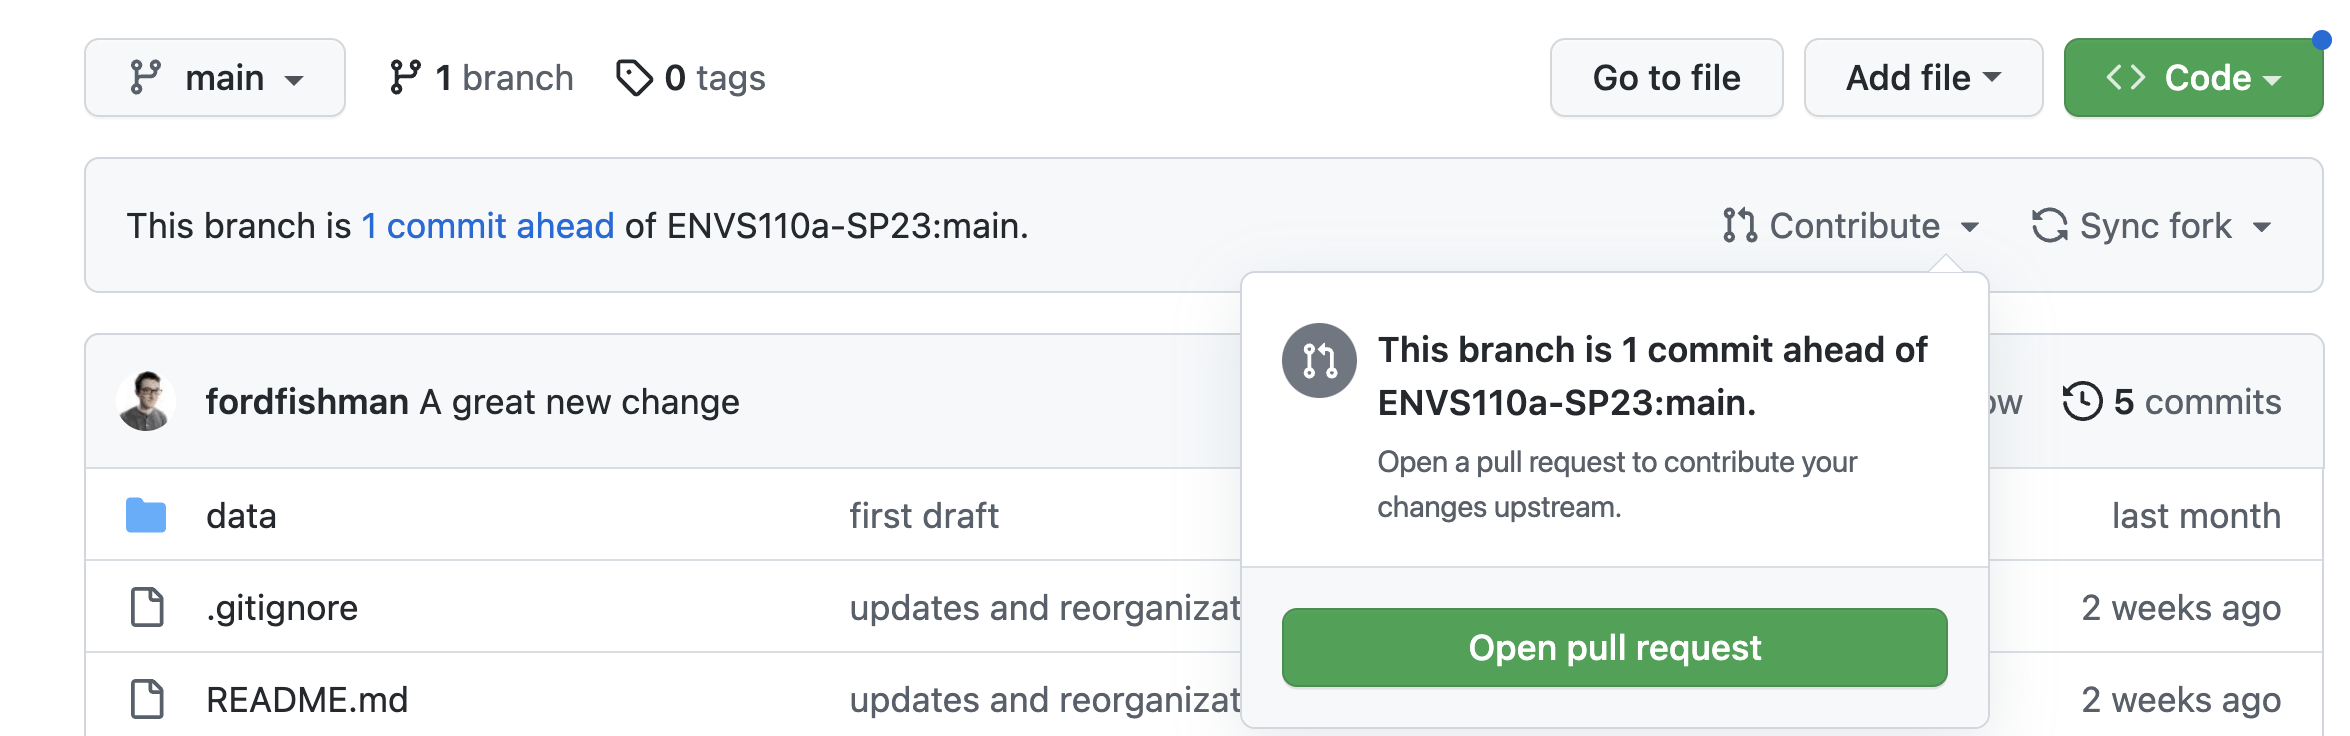 main
1 branch
0 tags
Go to file
Add file
Code
This branch is 1 commit ahead of ENVS110a-SP23:main.
Contribute
Sync fork
This branch is 1 commit ahead of
ENVS110a-SP23:main.
Open a pull request to contribute your
changes upstream.
Open pull request
fordfishman A great new change
5 commits
data
first draft
last month
.gitignore
updates and reorganizat
2 weeks ago
README.md
updates and reorganizat
2 weeks ago